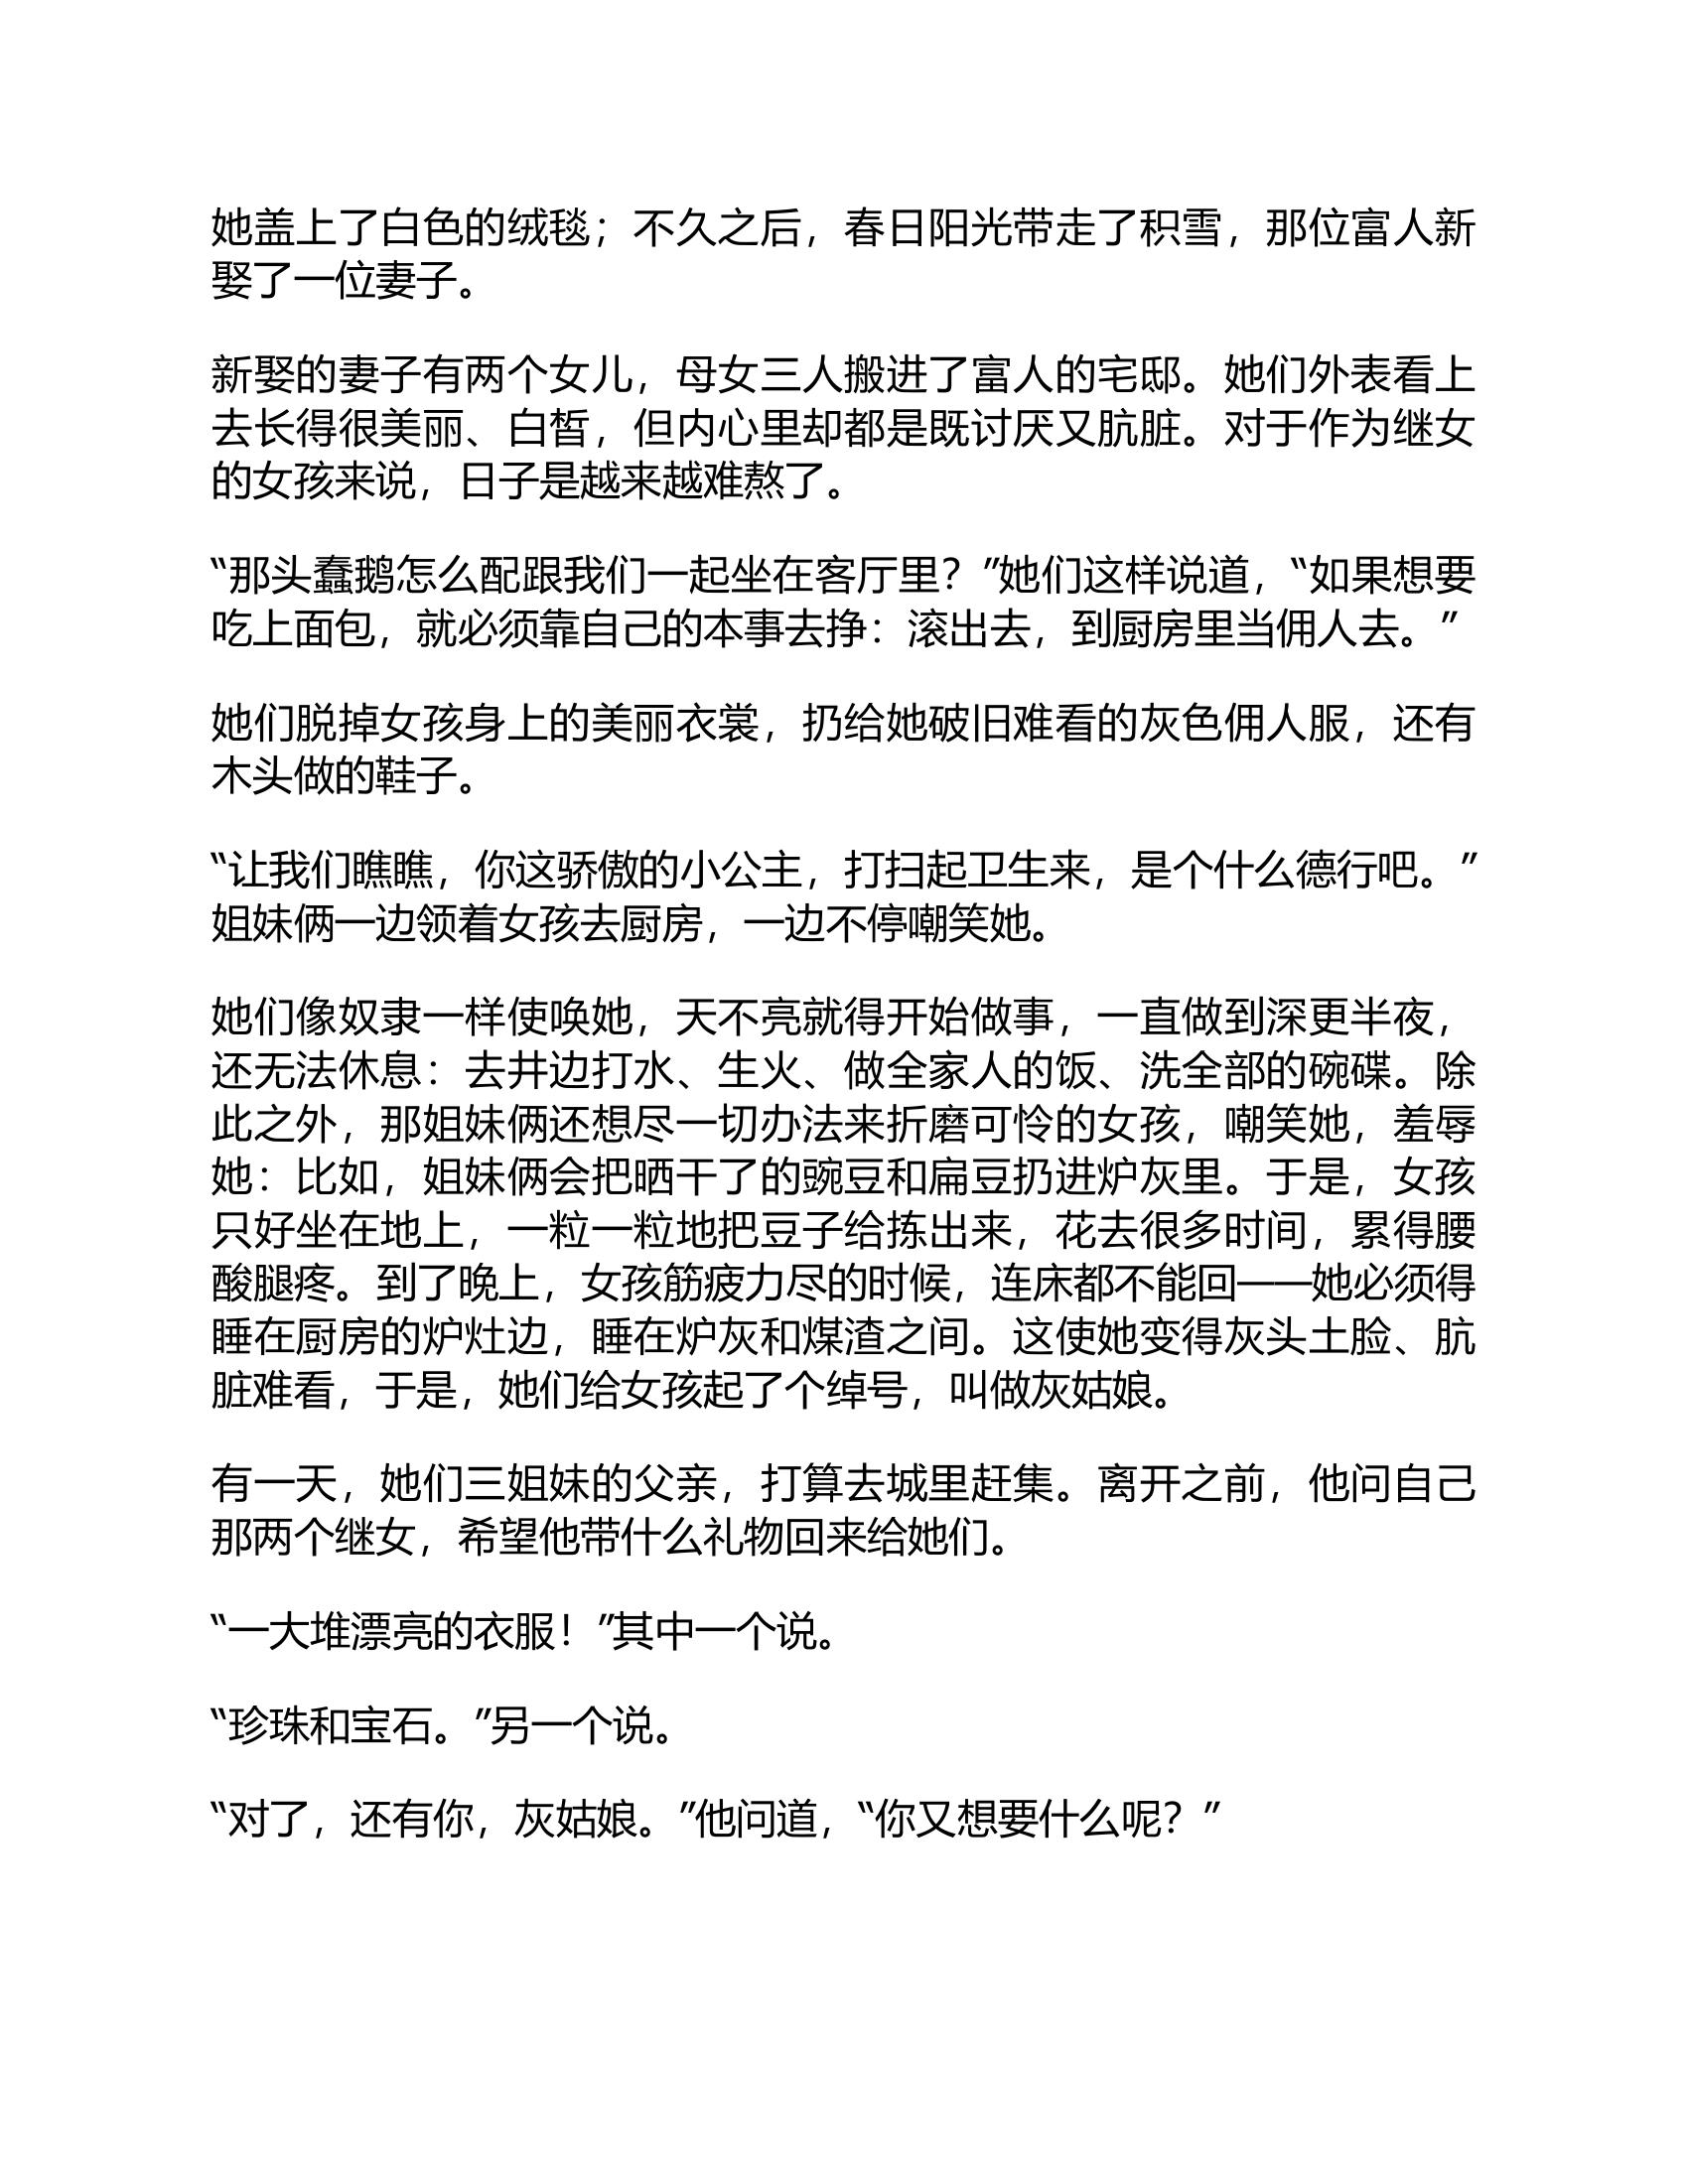 她盖上了白色的绒毯；不久之后，春日阳光带走了积雪，那位富人新
娶了一位妻子。
新娶的妻子有两个女儿，母女三人搬进了富人的宅邸。她们外表看上
去长得很美丽、白皙，但内心里却都是既讨厌又肮脏。对于作为继女
的女孩来说，日子是越来越难熬了。
“那头蠢鹅怎么配跟我们一起坐在客厅里？”她们这样说道，“如果想要
吃上面包，就必须靠自己的本事去挣：滚出去，到厨房里当佣人去。”
她们脱掉女孩身上的美丽衣裳，扔给她破旧难看的灰色佣人服，还有
木头做的鞋子。
“让我们瞧瞧，你这骄傲的小公主，打扫起卫生来，是个什么德行吧。”
姐妹俩一边领着女孩去厨房，一边不停嘲笑她。
她们像奴隶一样使唤她，天不亮就得开始做事，一直做到深更半夜，
还无法休息：去井边打水、生火、做全家人的饭、洗全部的碗碟。除
此之外，那姐妹俩还想尽一切办法来折磨可怜的女孩，嘲笑她，羞辱
她：比如，姐妹俩会把晒干了的豌豆和扁豆扔进炉灰里。于是，女孩
只好坐在地上，一粒一粒地把豆子给拣出来，花去很多时间，累得腰
酸腿疼。到了晚上，女孩筋疲力尽的时候，连床都不能回——她必须得
睡在厨房的炉灶边，睡在炉灰和煤渣之间。这使她变得灰头土脸、肮
脏难看，于是，她们给女孩起了个绰号，叫做灰姑娘。
有一天，她们三姐妹的父亲，打算去城里赶集。离开之前，他问自己
那两个继女，希望他带什么礼物回来给她们。
“一大堆漂亮的衣服！”其中一个说。
“珍珠和宝石。”另一个说。
“对了，还有你，灰姑娘。”他问道，“你又想要什么呢？”